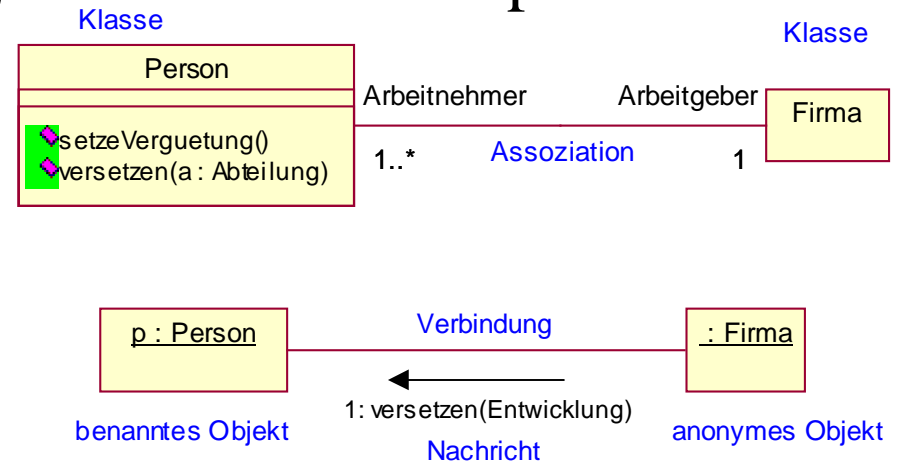 Klasse
Klasse
Person
Arbeitnehmer
Arbeitgeber
Firma
setzeVerguetung()
versetzen(a : Abteilung)
1..*
Assoziation
1
p : Person
Verbindung
: Firma
1: versetzen(Entwicklung)
benanntes Objekt
Nachricht
anonymes Objekt